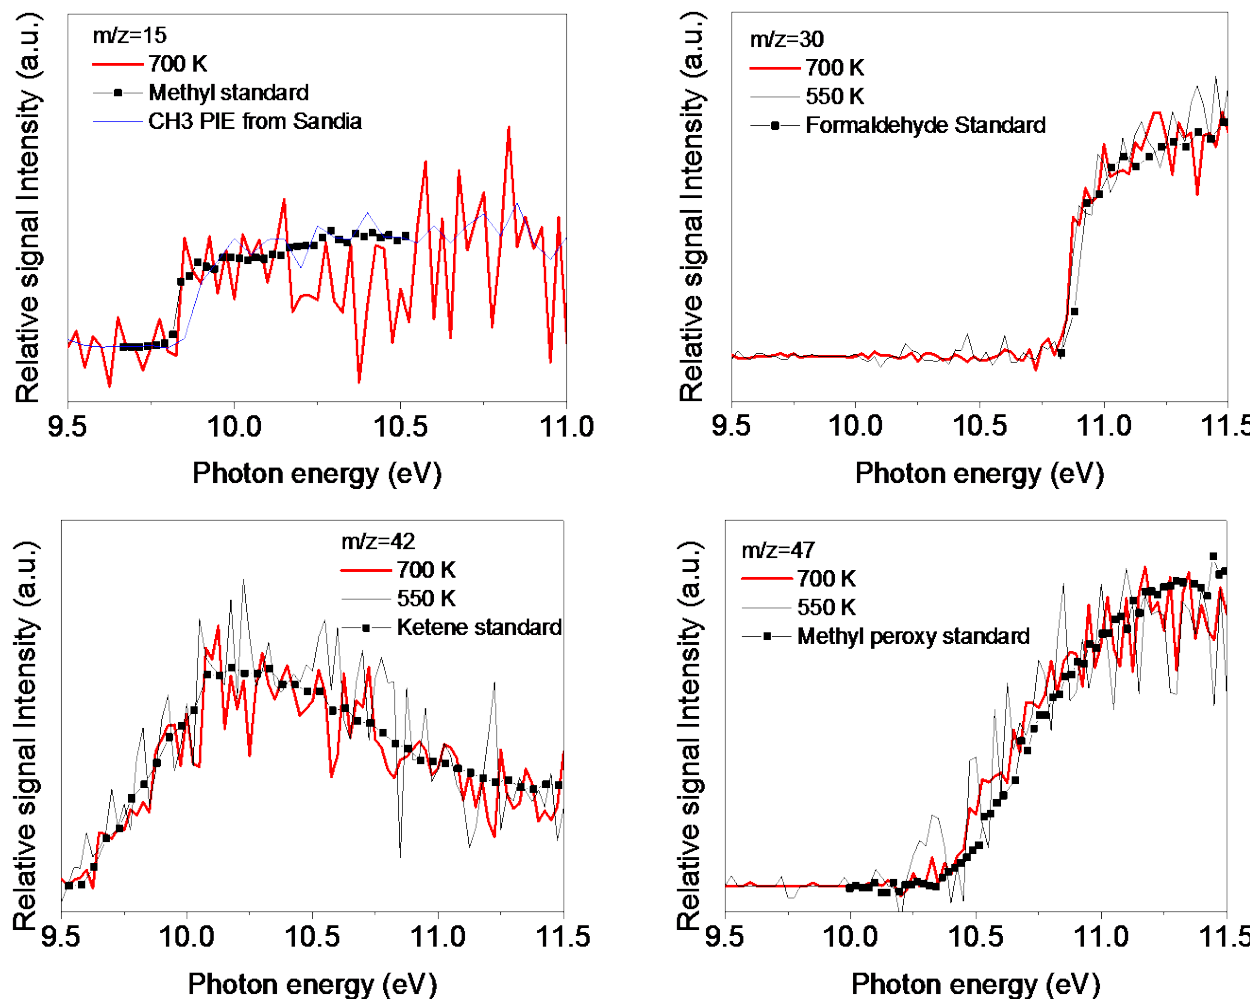 Relative signal Intensity (a.u.)
m/z=15
700 K
Methyl standard
CH3 PIE from Sandia
9.5 10.0 10.5 11.0
Photon energy (eV)
Relative signal Intensity (a.u.)
m/z=30
700 K
550 K
Formaldehyde Standard
9.5 10.0 10.5 11.0 11.5
Photon energy (eV)
Relative signal Intensity (a.u.)
m/z=42
700 K
550 K
Ketene standard
9.5 10.0 10.5 11.0 11.5
Photon energy (eV)
Relative signal Intensity (a.u.)
m/z=47
700 K
550 K
Methyl peroxy standard
9.5 10.0 10.5 11.0 11.5
Photon energy (eV)